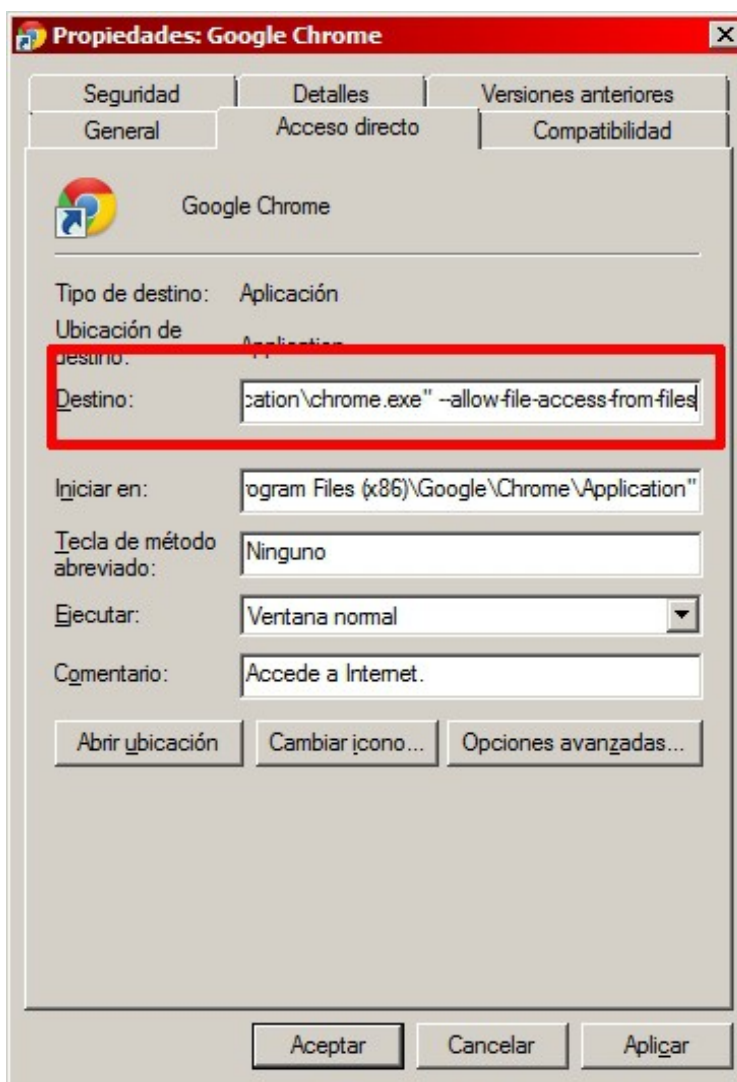 Propiedades: Google Chrome
Seguridad Detalles Versiones anteriores
General Acceso directo Compatibilidad
Google Chrome
Tipo de destino: Aplicación
Ubicación de
destino: Application
Destino: cation\chrome.exe" --allow-file-access-from-files
Iniciar en: rogram Files (x86)\Google\Chrome\Application"
Tecla de método
abreviado: Ninguno
Ejecutar: Ventana normal
Comentario: Accede a Internet.
Abrir ubicación Cambiar icono... Opciones avanzadas...
Aceptar Cancelar Aplicar